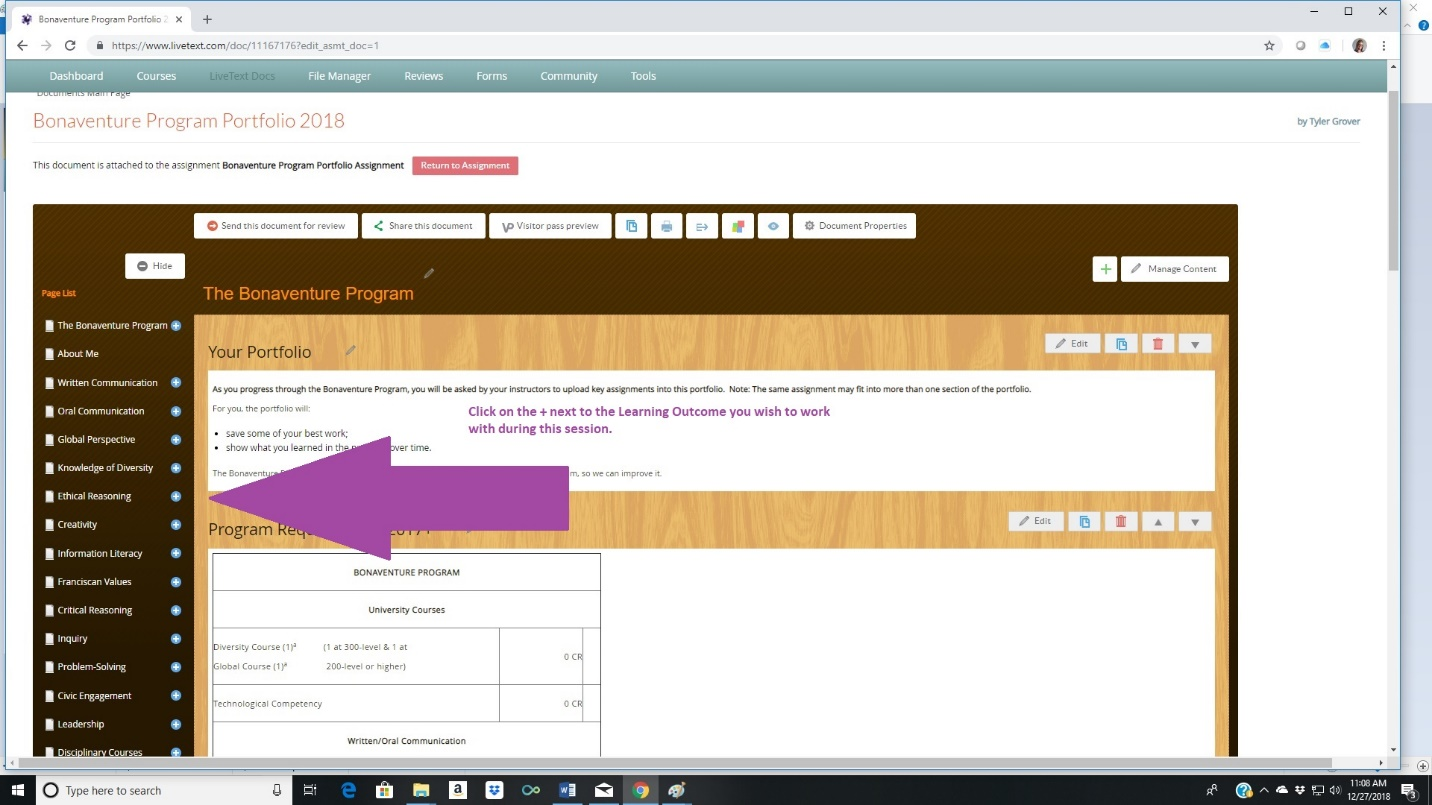 Bonaventure Program Portfolio 2
https://www.livetext.com/doc/11167176?edit_asmt_doc=1
Dashboard Courses LiveText Docs File Manager Reviews Forms Community Tools
Documents Main Page
Bonaventure Program Portfolio 2018
by Tyler Grover
This document is attached to the assignment Bonaventure Program Portfolio Assignment Return to Assignment
Send this document for review Share this document Visitor pass preview Document Properties
Hide
Manage Content
Page List
The Bonaventure Program
The Bonaventure Program
About Me
Written Communication
Oral Communication
Global Perspective
Knowledge of Diversity
Ethical Reasoning
Creativity
Information Literacy
Franciscan Values
Critical Reasoning
Inquiry
Problem-Solving
Civic Engagement
Leadership
Disciplinary Courses
Your Portfolio
Edit
As you progress through the Bonaventure Program, you will be asked by your instructors to upload key assignments into this portfolio. Note: The same assignment may fit into more than one section of the portfolio.
For you, the portfolio will:
Click on the + next to the Learning Outcome you wish to work
with during this session.
• save some of your best work;
• show what you learned in the over time.
The Bonaventure so we can improve it.
Program
Edit
BONAVENTURE PROGRAM
University Courses
Diversity Course (1)³ (1 at 300-level & 1 at
Global Course (1)⁴ 200-level or higher)
0 CR
Technological Competency 0 CR
Written/Oral Communication
Type here to search
11:08 AM
12/27/2018
3